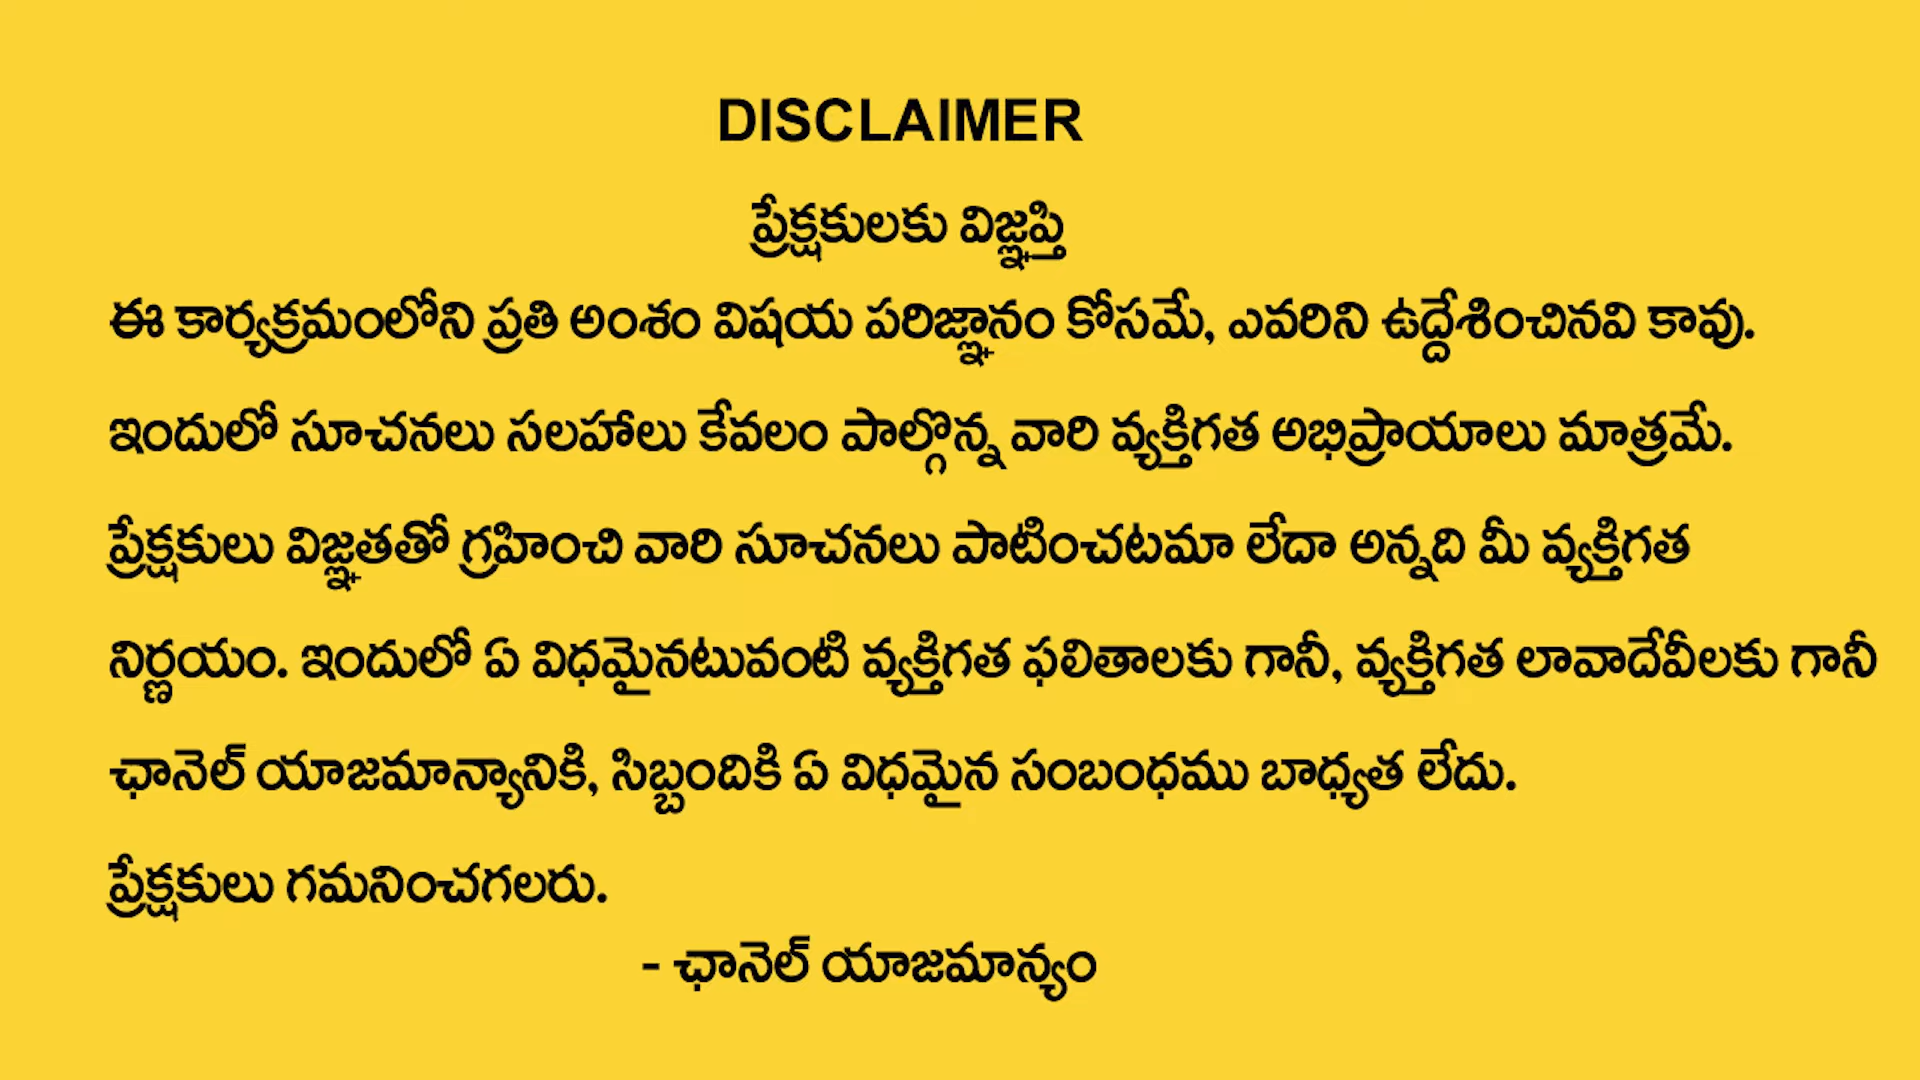 DISCLAIMER
ప్రేక్షకులకు విజ్ఞప్తి
ఈ కార్యక్రమంలోని ప్రతి అంశం విషయ పరిజ్ఞానం కోసమే, ఎవరిని ఉద్దేశించినవి కావు.
ఇందులో సూచనలు సలహాలు కేవలం పాల్గొన్న వారి వ్యక్తిగత అభిప్రాయాలు మాత్రమే.
ప్రేక్షకులు విజ్ఞతతో గ్రహించి వారి సూచనలు పాటించటమా లేదా అన్నది మీ వ్యక్తిగత
నిర్ణయం. ఇందులో ఏ విధమైనటువంటి వ్యక్తిగత ఫలితాలకు గానీ, వ్యక్తిగత లావాదేవీలకు గానీ
ఛానెల్ యాజమాన్యానికి, సిబ్బందికి ఏ విధమైన సంబంధము బాధ్యత లేదు.
ప్రేక్షకులు గమనించగలరు.
- ఛానెల్ యాజమాన్యం